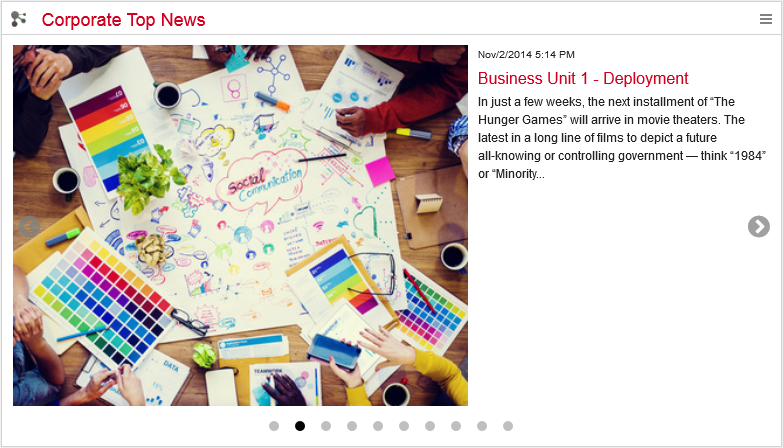 Corporate Top News
Nov/2/2014 5:14 PM
Business Unit 1 - Deployment
In just a few weeks, the next installment of “The
Hunger Games” will arrive in movie theaters. The
latest in a long line of films to depict a future
all-knowing or controlling government — think “1984”
or “Minority...
Social
Communication
DATA
TEAMWORK